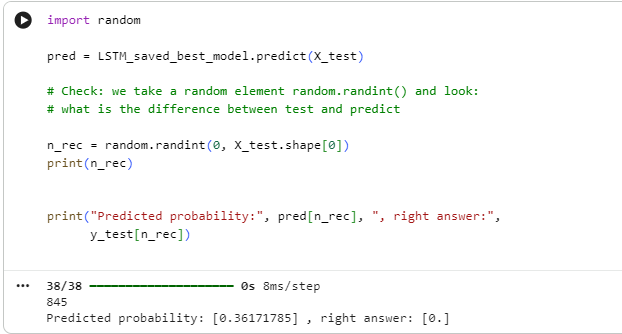 import random
pred = LSTM_saved_best_model.predict(X_test)
# Check: we take a random element random.randint() and look:
# what is the difference between test and predict
n_rec = random.randint(0, X_test.shape[0])
print(n_rec)
print("Predicted probability:", pred[n_rec], ", right answer:",
      y_test[n_rec])
38/38 ━━━━━━━━━━━━━━━━━━━━ 0s 8ms/step
845
Predicted probability: [0.36171785] , right answer: [0.]